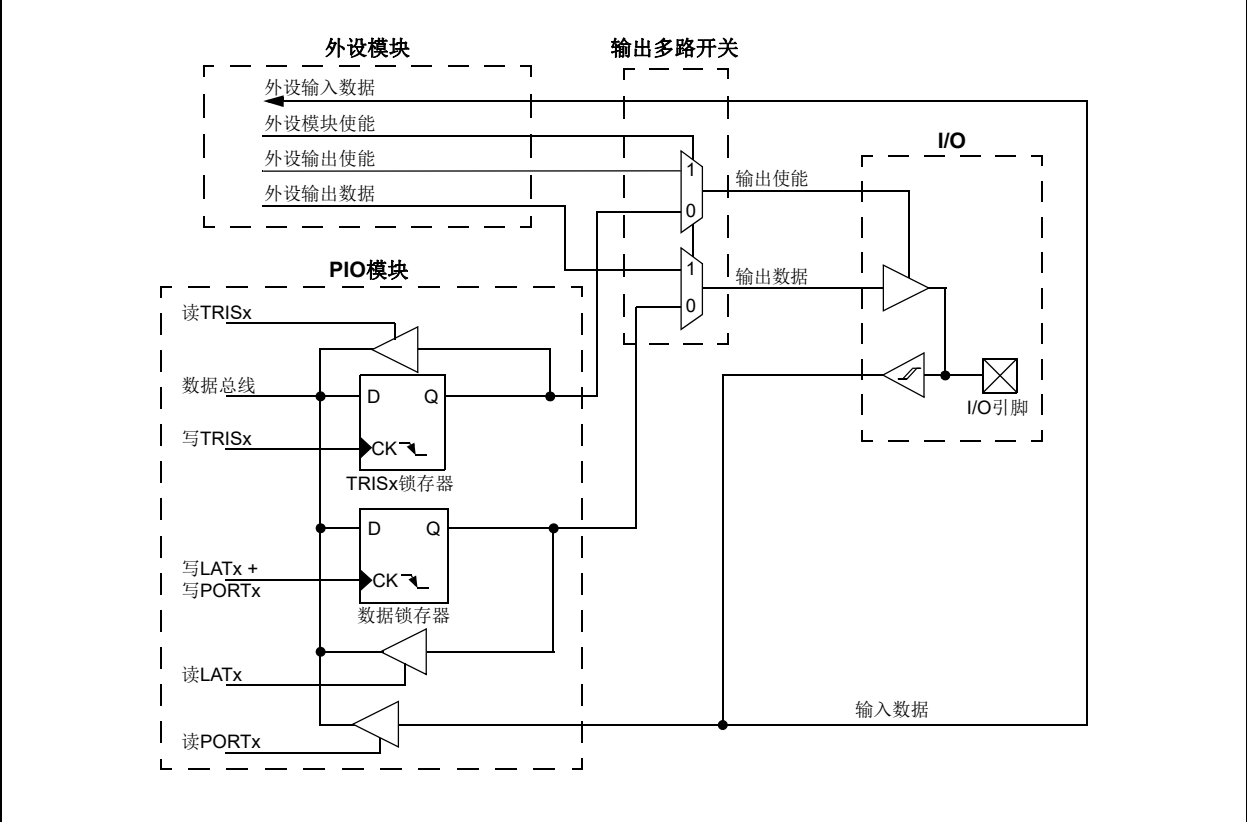 外设模块
输出多路开关
外设输入数据
外设模块使能
外设输出使能
外设输出数据
1
0
输出使能
1
0
输出数据
I/O
I/O引脚
PIO模块
读TRISx
数据总线
D Q
写TRISx
CK
TRISx锁存器
D Q
写LATx +
写PORTx
CK
数据锁存器
读LATx
读PORTx
输入数据